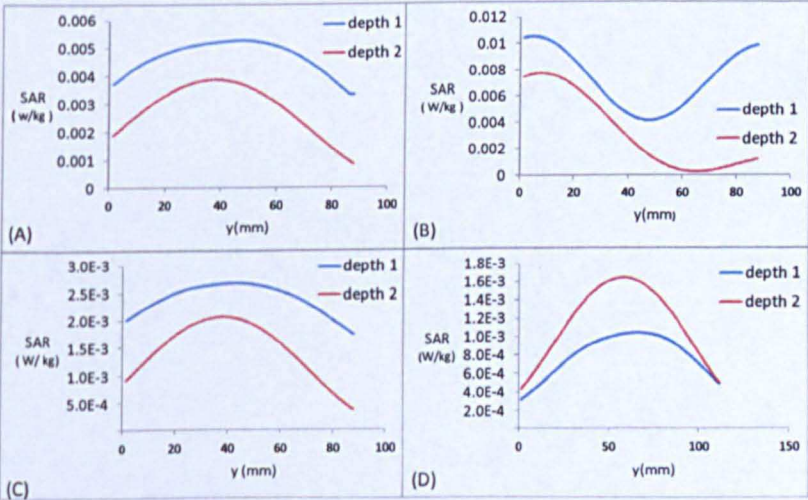 0.006
0.005
0.004
0.003
0.002
0.001
0
SAR
( w/kg )
depth 1
depth 2
0 20 40 60 80 100
y(mm)
(A)
0.012
0.01
0.008
0.006
0.004
0.002
0
SAR
( W/kg )
depth 1
depth 2
0 20 40 60 80 100
y(mm)
(B)
3.0E-3
2.5E-3
2.0E-3
1.0E-3
1.0E-3
5.0E-4
SAR
( W/ kg)
depth 1
depth 2
0 20 40 60 80 100
y (mm)
(C)
1.8E-3
1.6E-3
1.4E-3
1.2E-3
1.0E-3
8.0E-4
6.0E-4
4.0E-4
2.0E-4
SAR
(W/kg)
depth 1
depth 2
0 50 100 150
y(mm)
(D)